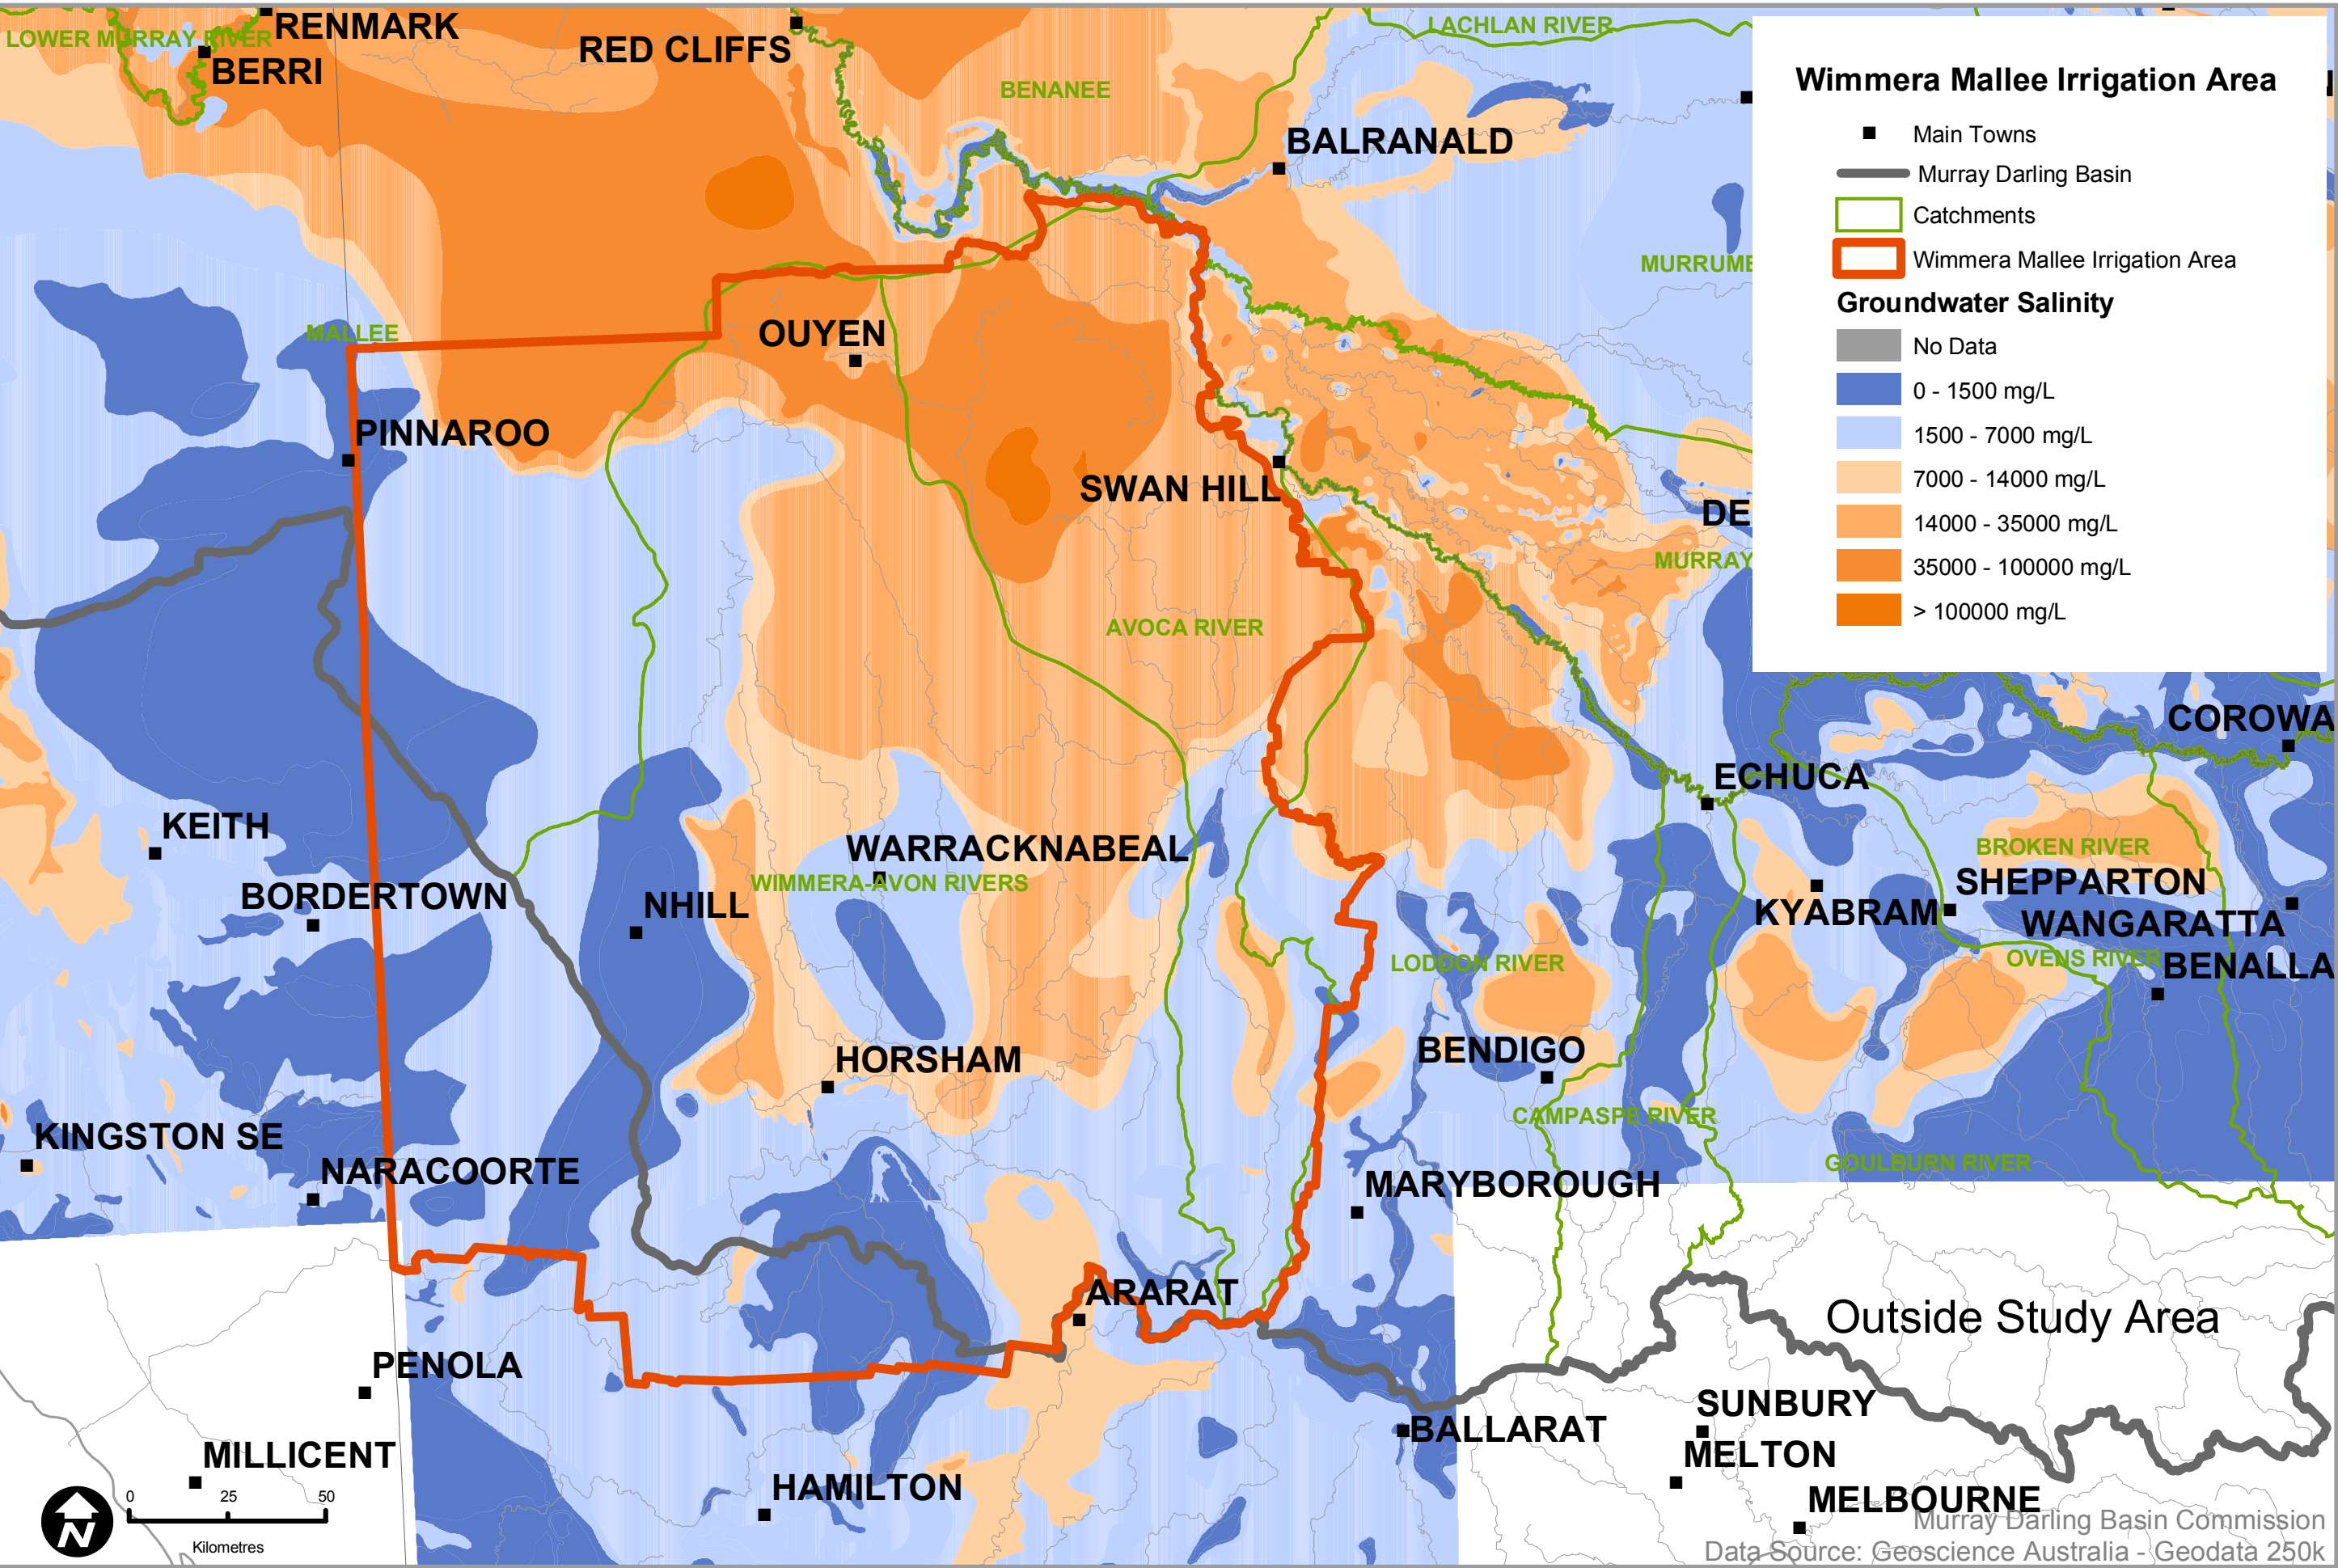 LOWER MURRAY RIVER
RENMARK
BERRI
RED CLIFFS
LACHLAN RIVER
BENANEE
BALRANALD
Wimmera Mallee Irrigation Area
Main Towns
Murray Darling Basin
Catchments
Wimmera Mallee Irrigation Area
Groundwater Salinity
No Data
0 - 1500 mg/L
1500 - 7000 mg/L
7000 - 14000 mg/L
14000 - 35000 mg/L
35000 - 100000 mg/L
> 100000 mg/L
MURRUMB
MALLEE
OUYEN
PINNAROO
SWAN HILL
DE
MURRAY
AVOCA RIVER
COROWA
ECHUCA
KEITH
WARRACKNABEAL
BROKEN RIVER
WIMMERA-AVON RIVERS
SHEPPARTON
BORDERTOWN
NHILL
KYABRAM
WANGARATTA
LODDON RIVER
OVENS RIVER
BENALLA
HORSHAM
BENDIGO
CAMPASPE RIVER
KINGSTON SE
NARACOORTE
GOULBURN RIVER
MARYBOROUGH
ARARAT
Outside Study Area
PENOLA
SUNBURY
BALLARAT
MELTON
MILLICENT
HAMILTON
MELBOURNE
N
0 25 50
Kilometres
Murray Darling Basin Commission
Data Source: Geoscience Australia - Geodata 250k